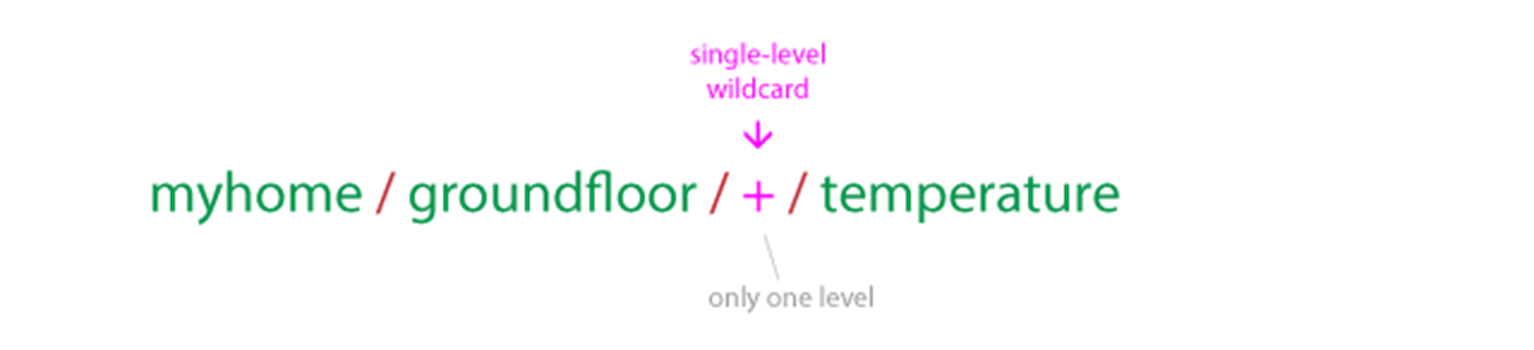 single-level
wildcard
myhome / groundfloor / + / temperature
only one level